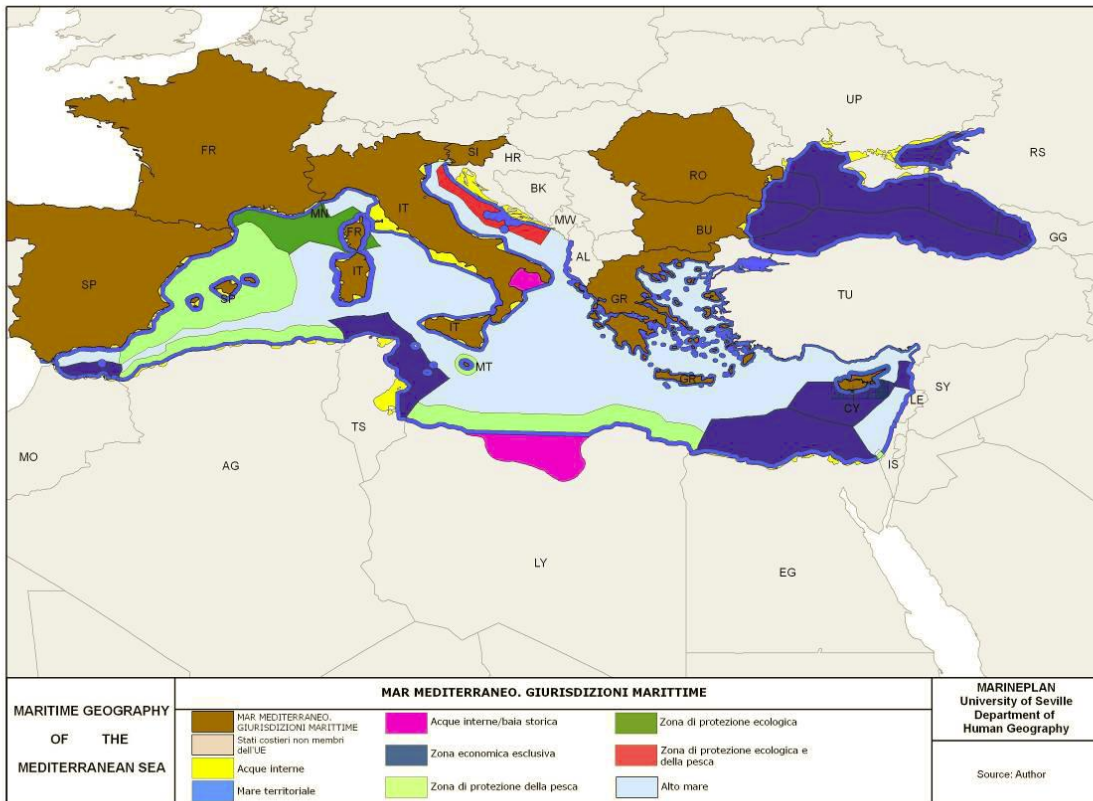 UP
FR
SI
HR
RS
RO
BK
MN
IT
MW
FR
BU
GG
AL
IT
SP
SP
GR
TU
IT
MT
GR
SY
CY
LE
TS
MO
AG
IS
LY
EG
MARITIME GEOGRAPHY
OF THE
MEDITERRANEAN SEA
MAR MEDITERRANEO. GIURISDIZIONI MARITTIME
MAR MEDITERRANEO.
GIURISDIZIONI MARITTIME
Stati costieri non membri
dell'UE
Acque interne
Mare territoriale
Acque interne/baia storica
Zona economica esclusiva
Zona di protezione della pesca
Zona di protezione ecologica
Zona di protezione ecologica e
della pesca
Alto mare
MARINEPLAN
University of Seville
Department of
Human Geography
Source: Author